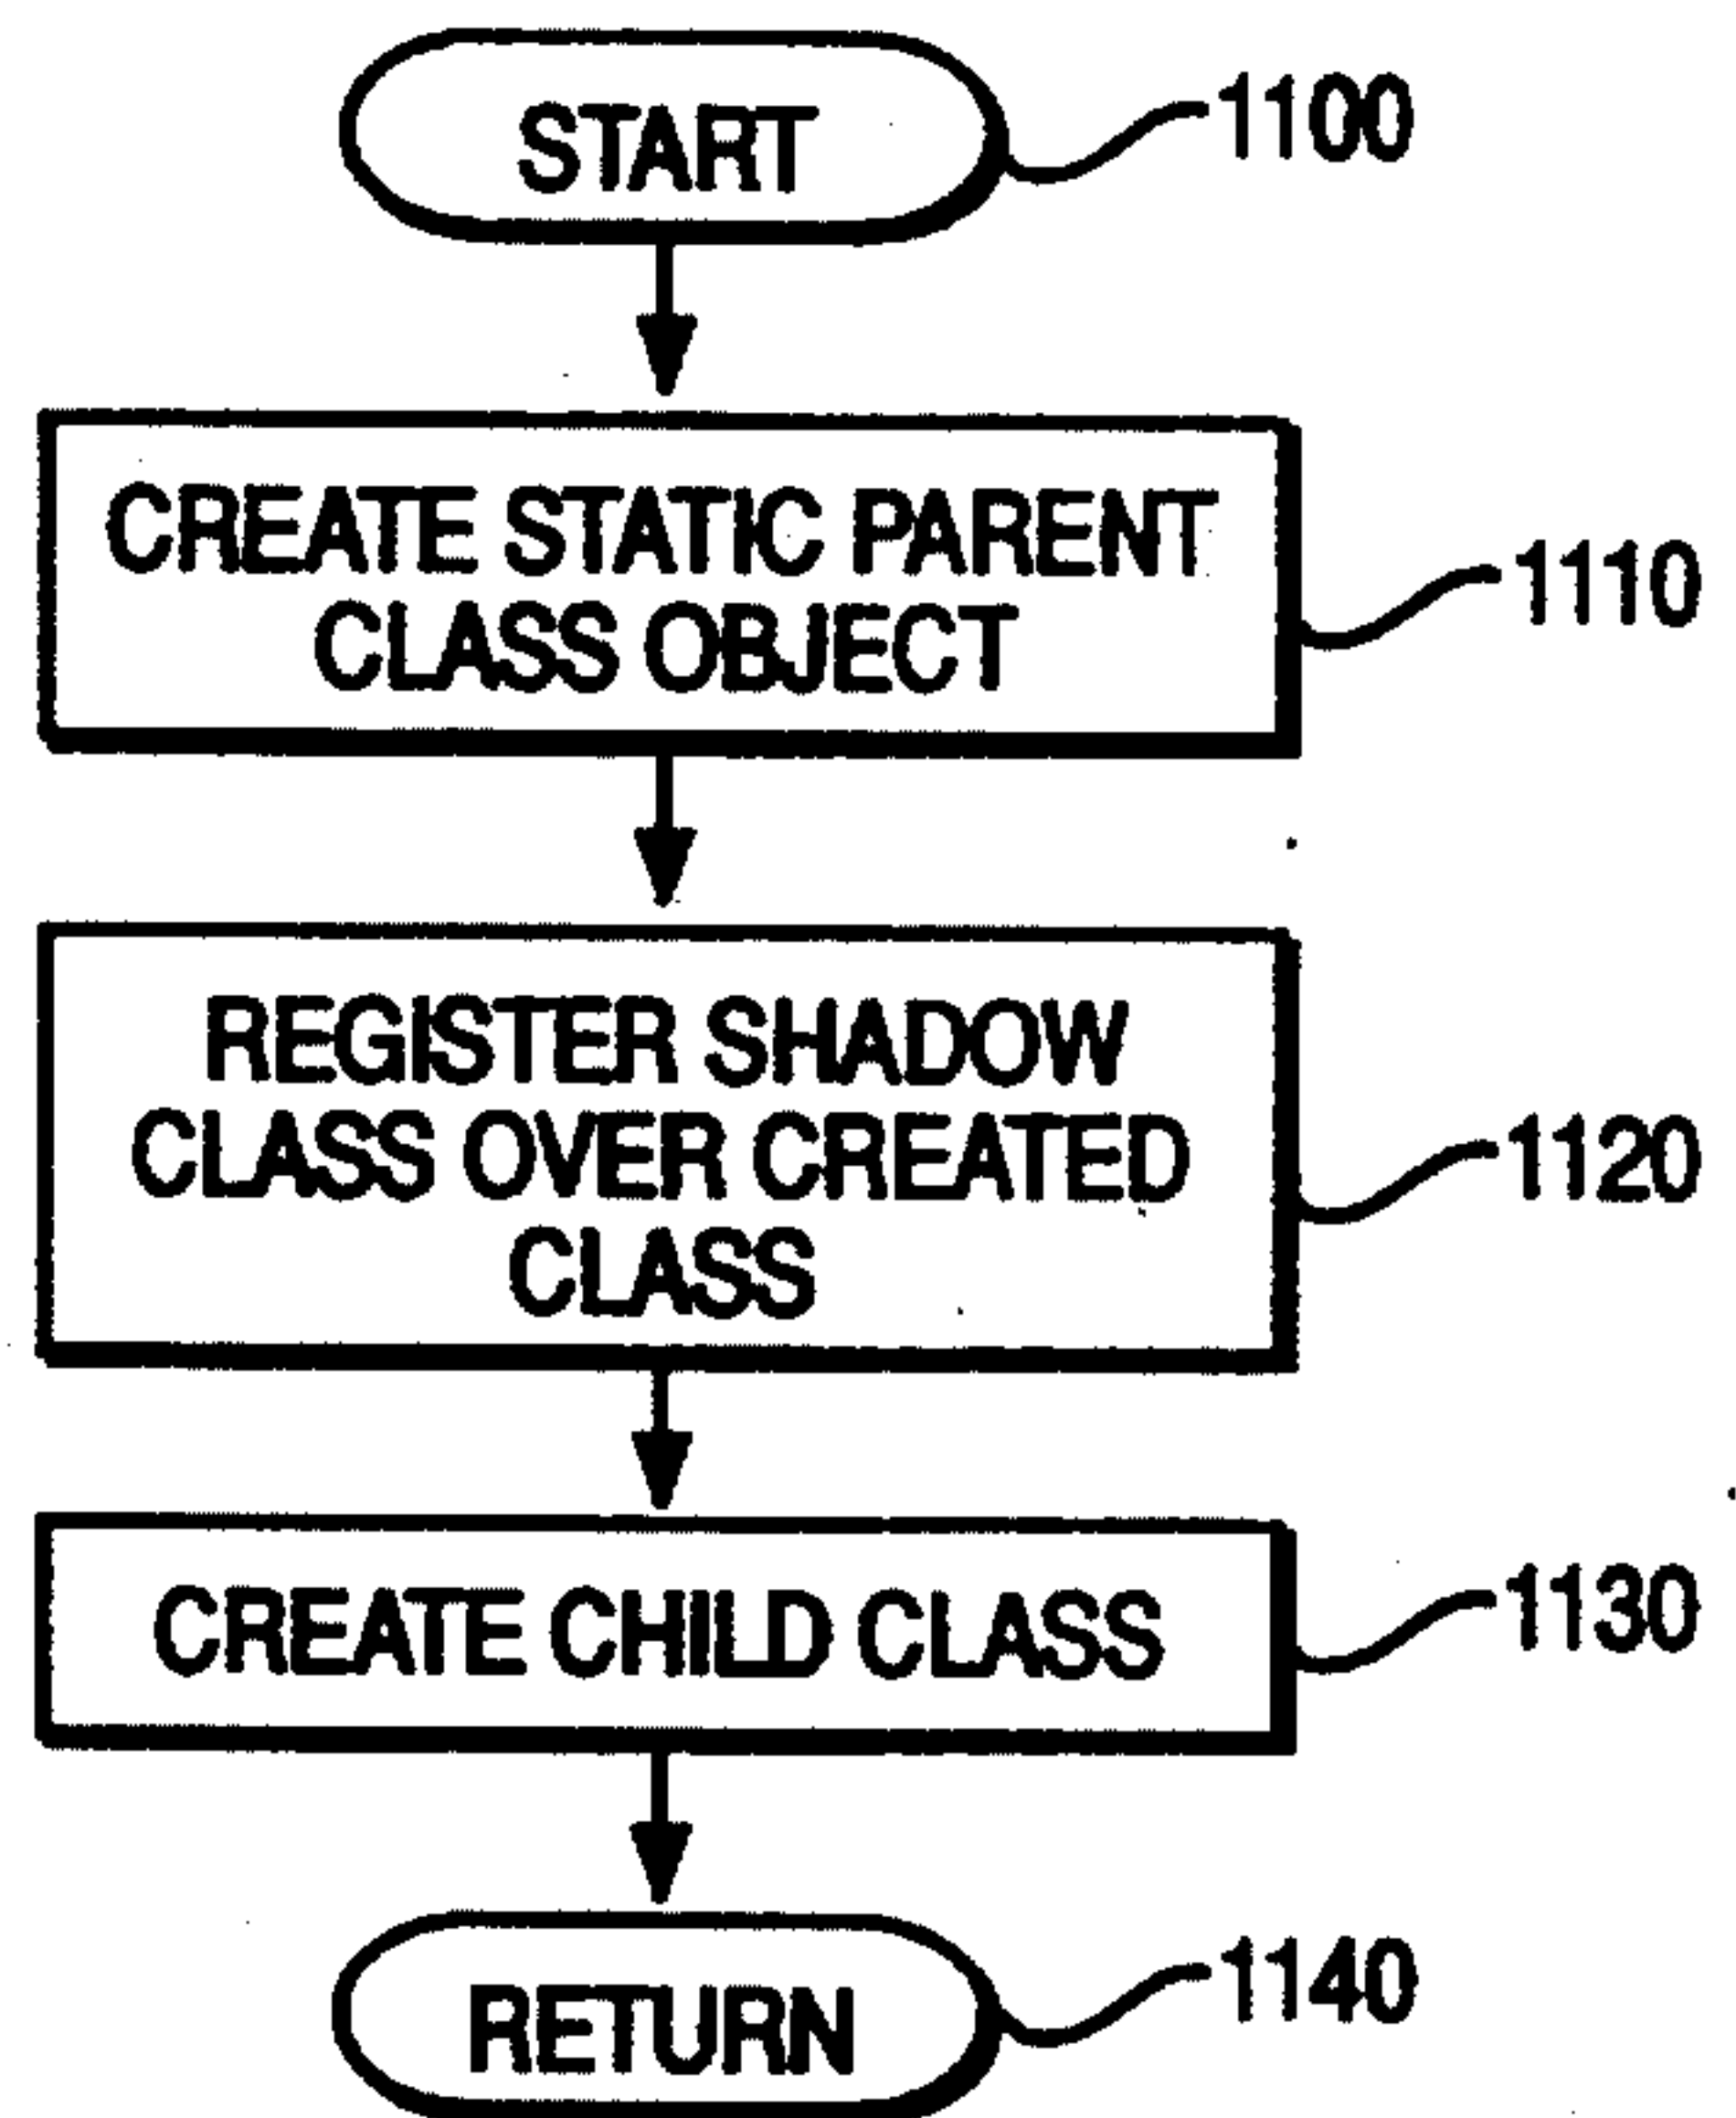 START
1100
CREATE STATIC PARENT
CLASS OBJECT
1110
REGISTER SHADOW
CLASS OVER CREATED
CLASS
1120
CREATE CHILD CLASS
1130
RETURN
1140